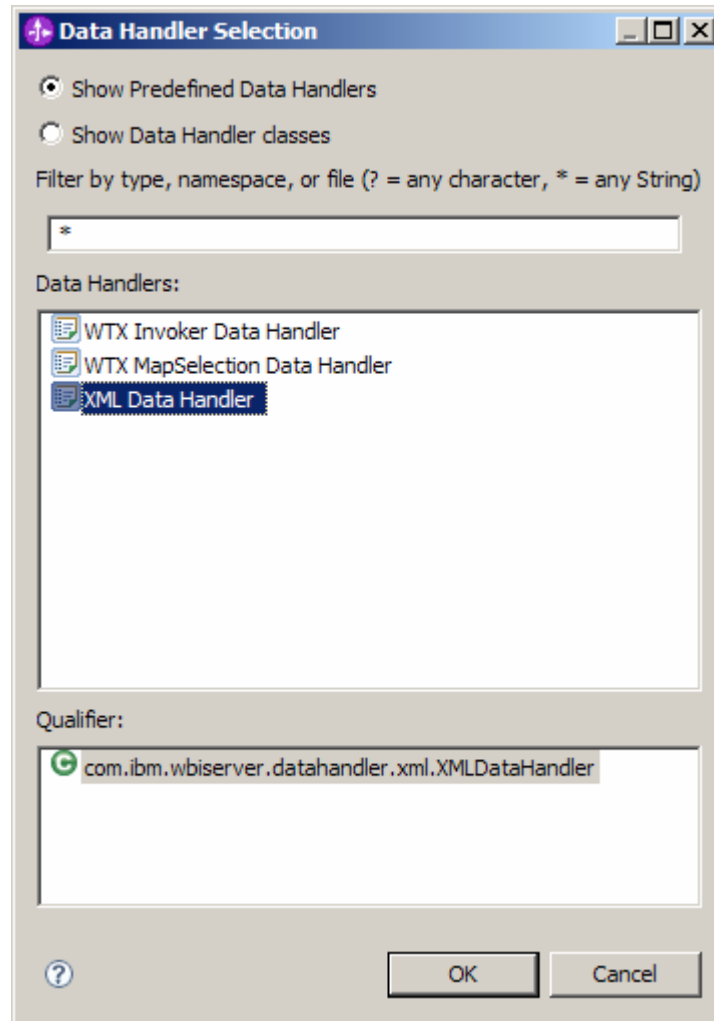 Data Handler Selection
Show Predefined Data Handlers
Show Data Handler classes
Filter by type, namespace, or file (? = any character, * = any String)
*
Data Handlers:
WTX Invoker Data Handler
WTX MapSelection Data Handler
XML Data Handler
Qualifier:
com.ibm.wbiserver.datahandler.xml.XMLDataHandler
OK Cancel